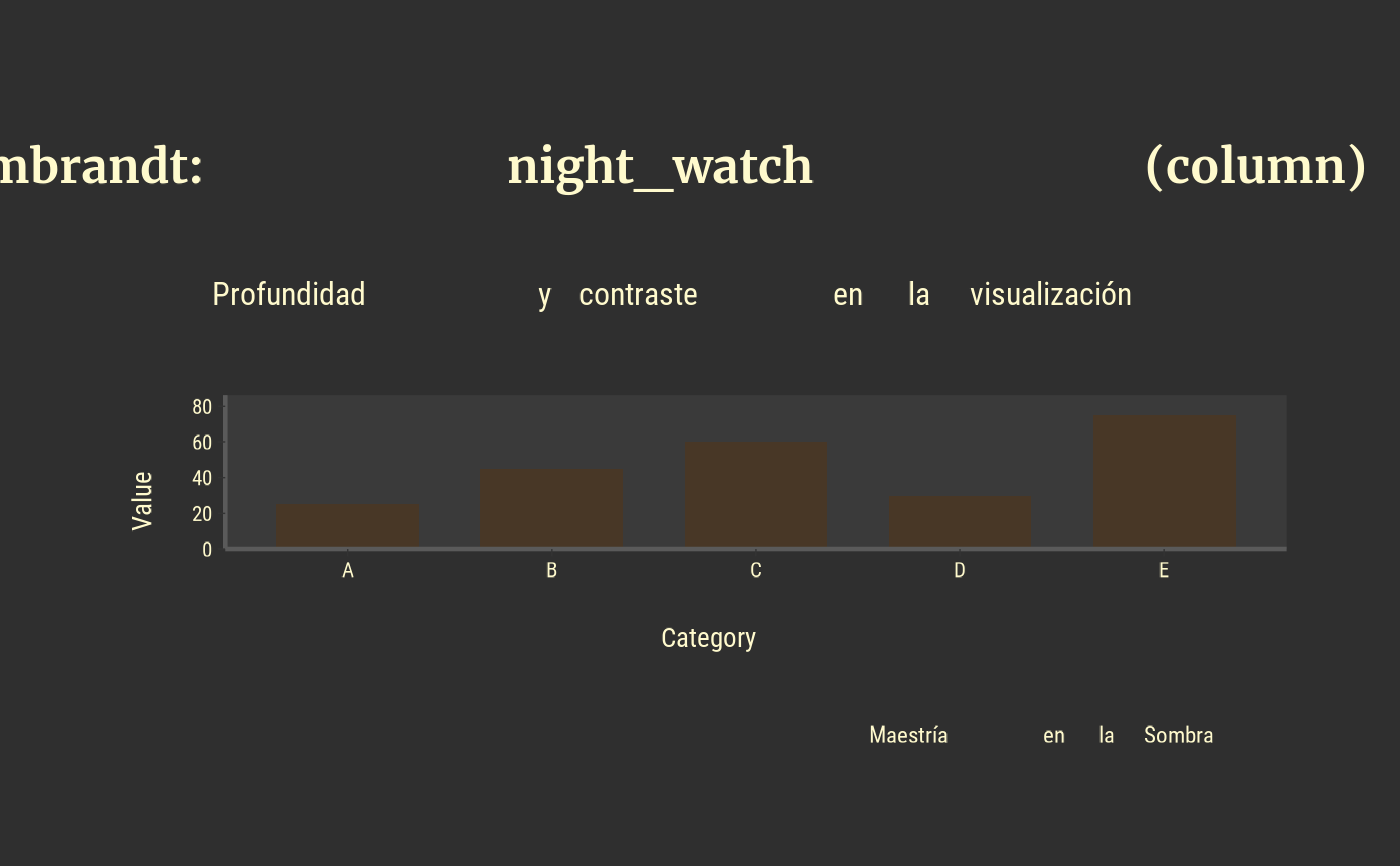 mbrandt: night_watch (column)
Profundidad y contraste en la visualización
80
60
40
20
0
Value
A B C D E
Category
Maestría en la Sombra